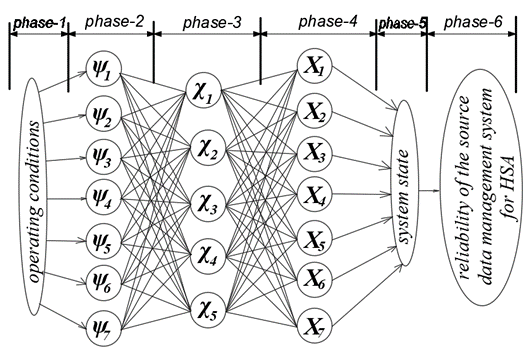 phase-1 phase-2 phase-3 phase-4 phase-5 phase-6
operating conditions
ψ1
ψ2
ψ3
ψ4
ψ5
ψ6
ψ7
χ1
χ2
χ3
χ4
χ5
X1
X2
X3
X4
X5
X6
X7
system state
reliability of the source
data management system
for HSA